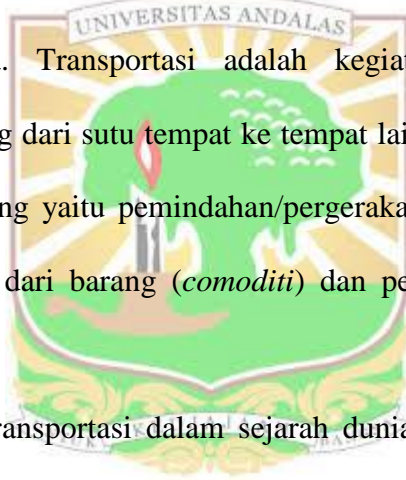 UNIVERSITAS ANDALAS
. Transportasi adalah kegiat
g dari sutu tempat ke tempat lai
ng yaitu pemindahan/pergeraka
dari barang (comoditi) dan pe
ransportasi dalam sejarah dunia